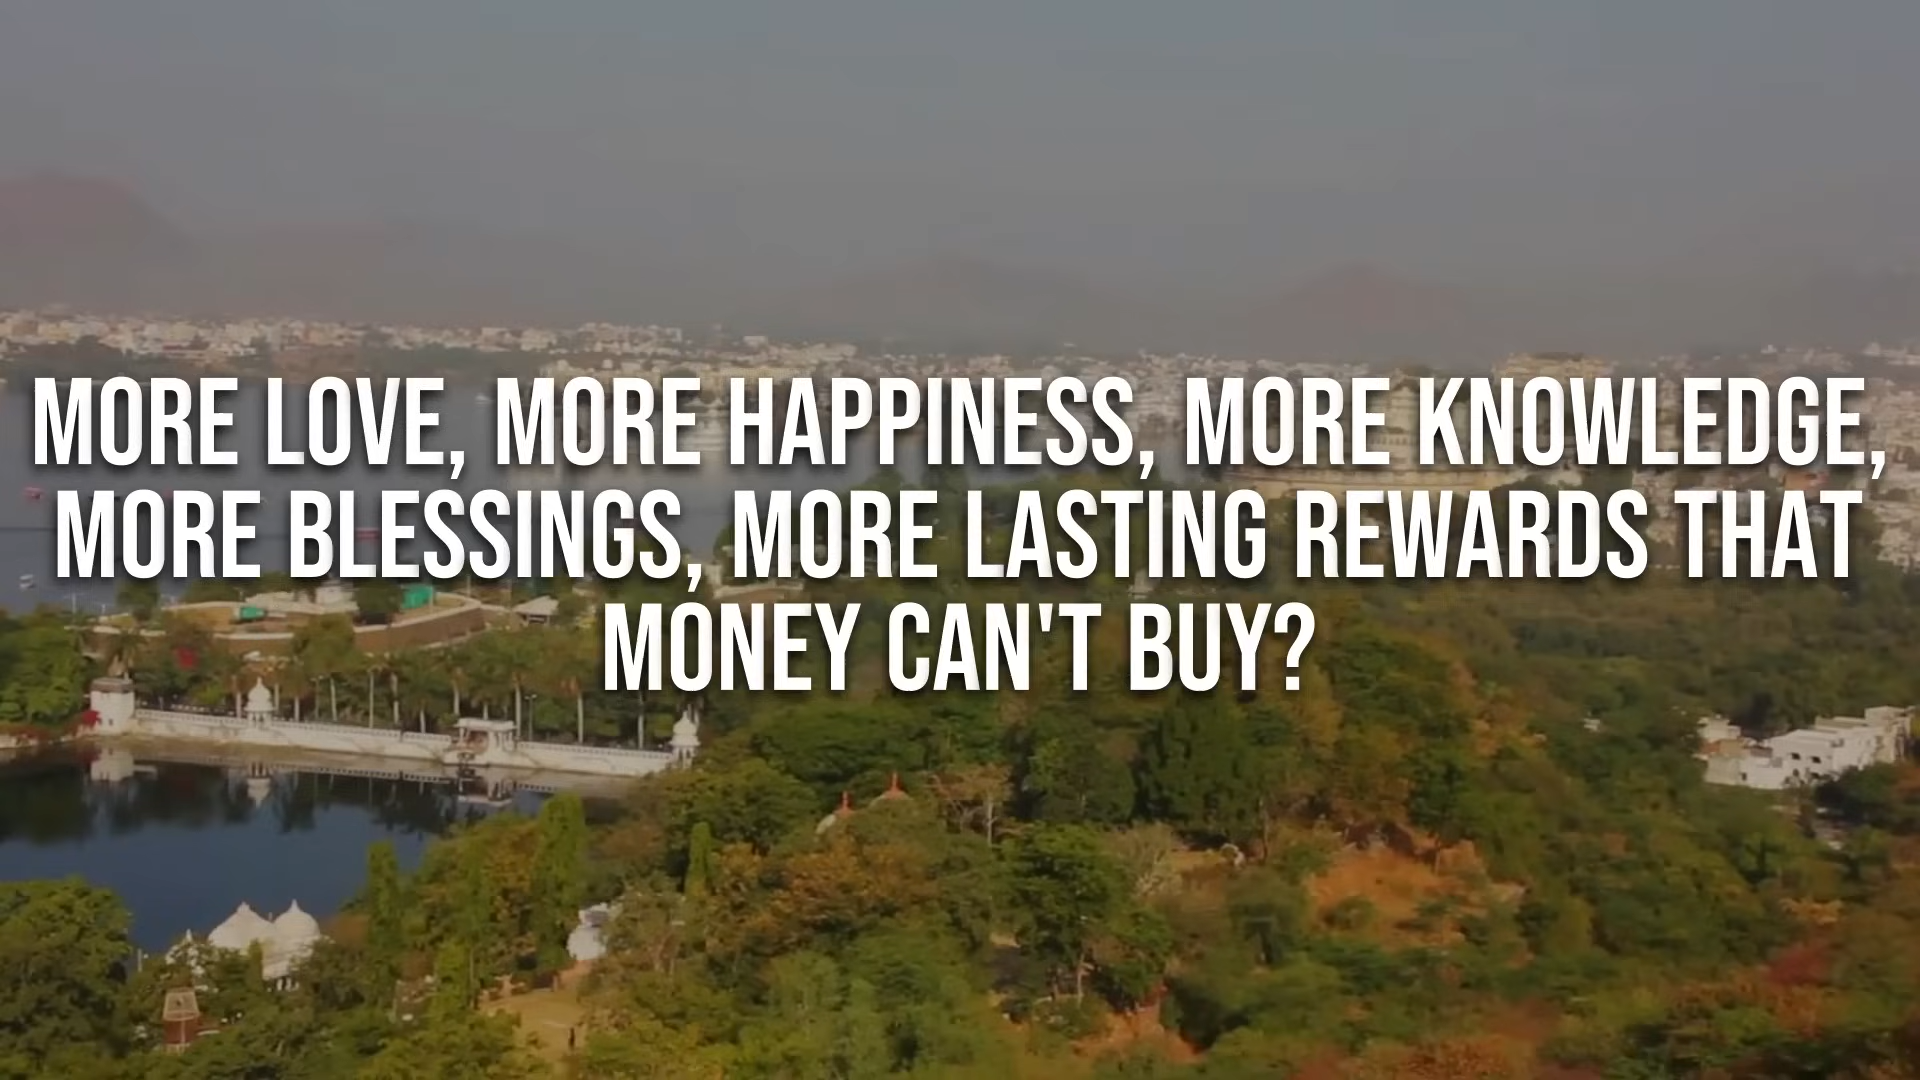 MORE LOVE, MORE HAPPINESS, MORE KNOWLEDGE,
MORE BLESSINGS, MORE LASTING REWARDS THAT
MONEY CAN'T BUY?